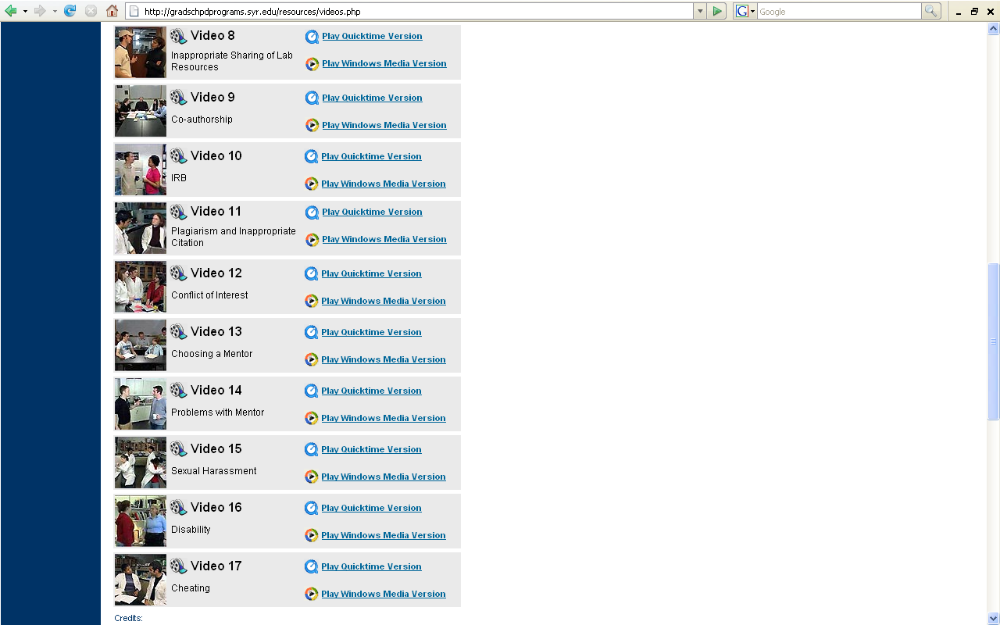 http://gradschpdprograms.syr.edu/resources/videos.php
G
Google
Video 8
Play Quicktime Version
Inappropriate Sharing of Lab
Resources
Play Windows Media Version
Video 9
Play Quicktime Version
Co-authorship
Play Windows Media Version
Video 10
Play Quicktime Version
IRB
Play Windows Media Version
Video 11
Play Quicktime Version
Plagiarism and Inappropriate
Citation
Play Windows Media Version
Video 12
Play Quicktime Version
Conflict of Interest
Play Windows Media Version
Video 13
Play Quicktime Version
Choosing a Mentor
Play Windows Media Version
Video 14
Play Quicktime Version
Problems with Mentor
Play Windows Media Version
Video 15
Play Quicktime Version
Sexual Harassment
Play Windows Media Version
Video 16
Play Quicktime Version
Disability
Play Windows Media Version
Video 17
Play Quicktime Version
Cheating
Play Windows Media Version
Credits: